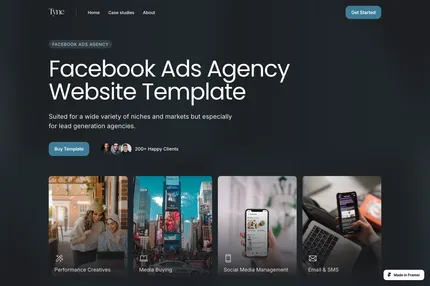 Tyne
Home Case studies About
Get Started
FACEBOOK ADS AGENCY
Facebook Ads Agency
Website Template
Suited for a wide variety of niches and markets but especially
for lead generation agencies.
Buy Template
200+ Happy Clients
Performance Creatives
Media Buying
Social Media Management
Email & SMS
Made in Framer